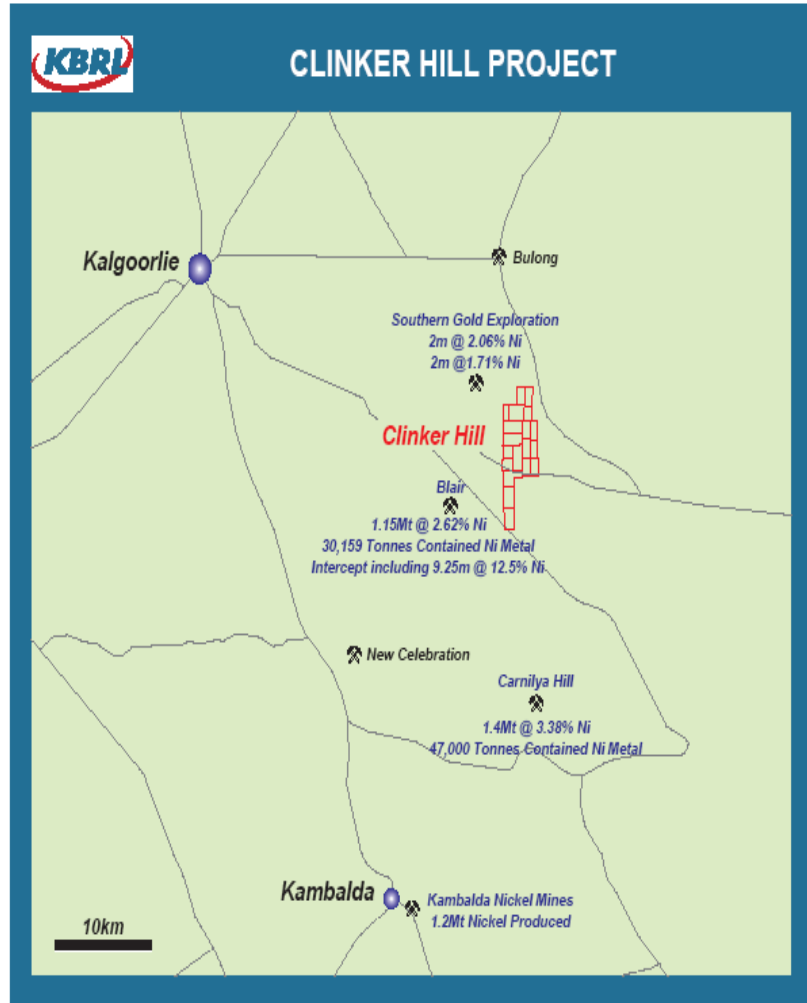 KBRL
CLINKER HILL PROJECT
Kalgoorlie
Bulong
Southern Gold Exploration
2m @ 2.06% Ni
2m @1.71% Ni
Clinker Hill
Blair
1.15Mt @ 2.62% Ni
30,159 Tonnes Contained Ni Metal
Intercept including 9.25m @ 12.5% Ni
New Celebration
Carnilya Hill
1.4Mt @ 3.38% Ni
47,000 Tonnes Contained Ni Metal
Kambalda
Kambalda Nickel Mines
1.2Mt Nickel Produced
10km